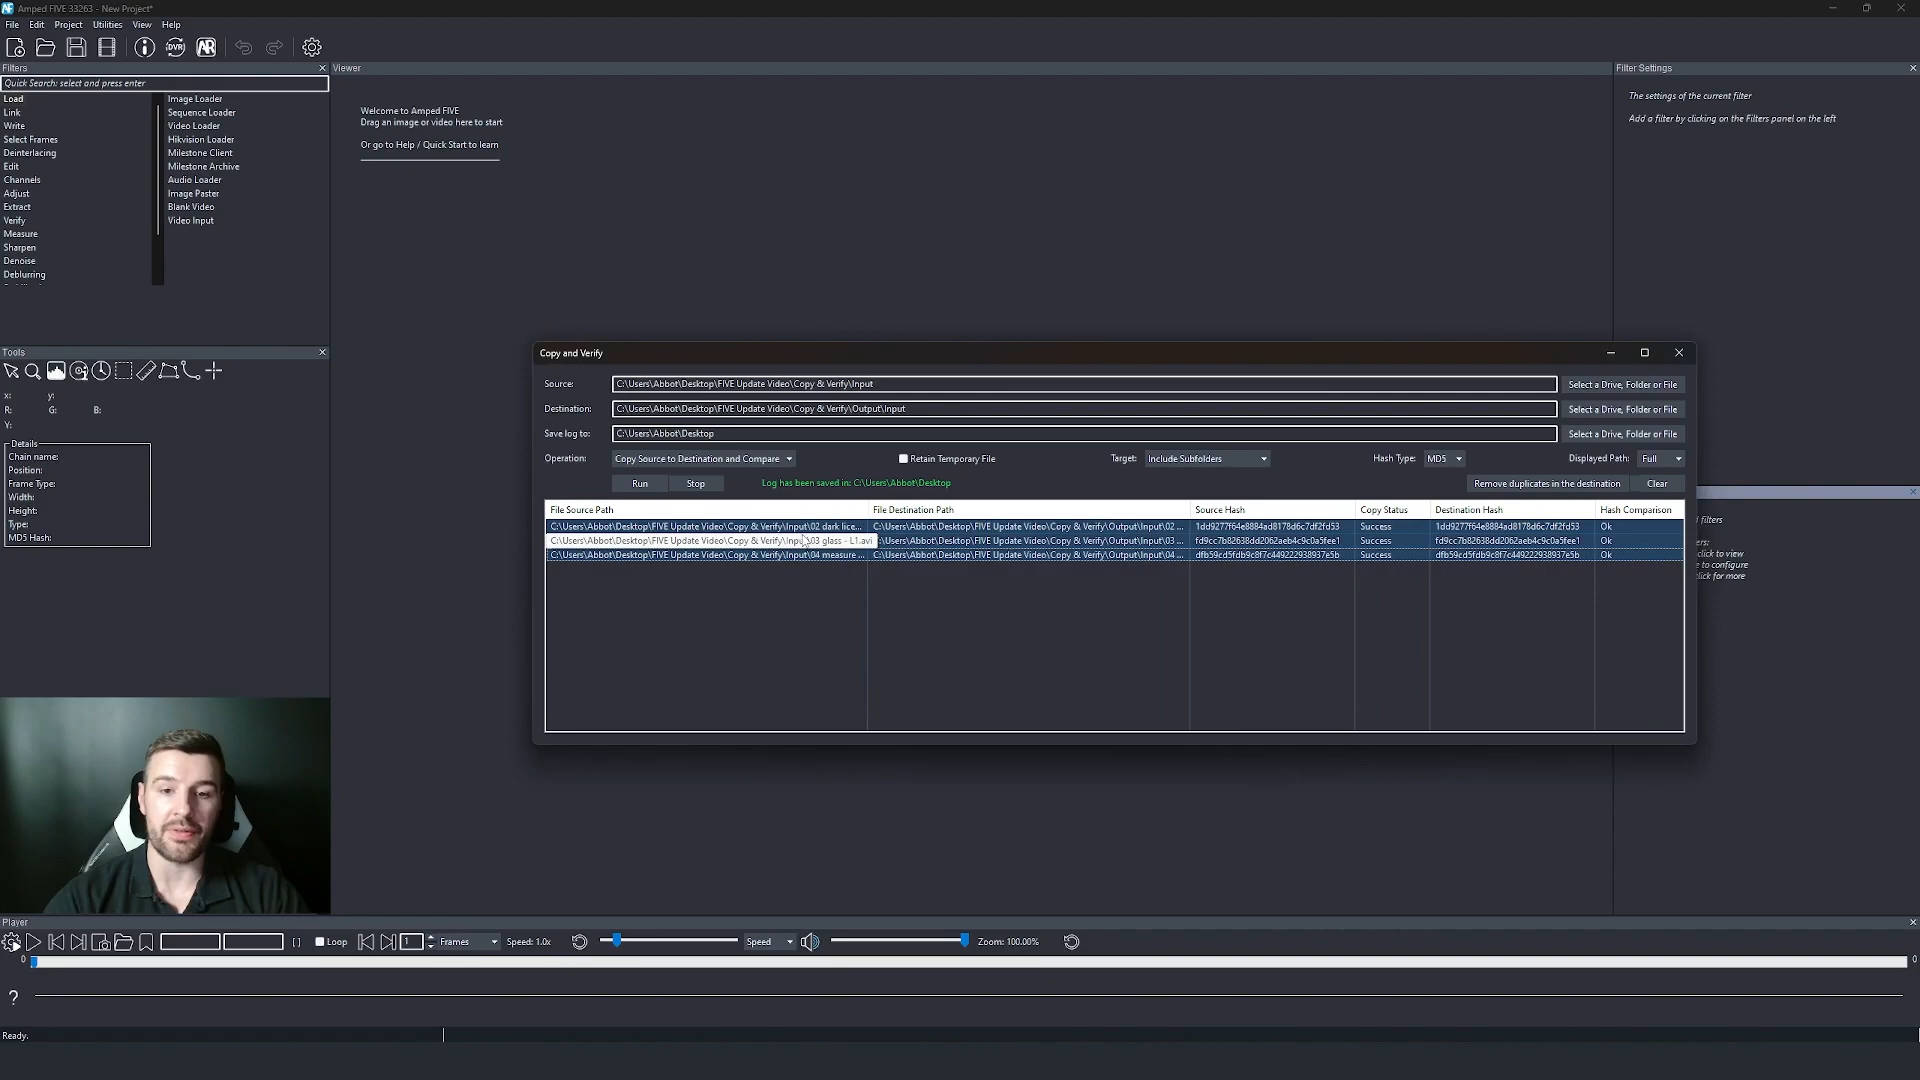 Amped FIVE 33263 - New Project*
File Edit Project Utilities View Help
Filters
Viewer
Filter Settings
Quick Search: select and press enter
Load
Link
Write
Select Frames
Deinterlacing
Edit
Channels
Adjust
Extract
Verify
Measure
Sharpen
Denoise
Deblurring
Image Loader
Sequence Loader
Video Loader
Hikvision Loader
Milestone Client
Milestone Archive
Audio Loader
Image Paster
Blank Video
Video Input
Welcome to Amped FIVE
Drag an image or video here to start
Or go to Help / Quick Start to learn
The settings of the current filter
Add a filter by clicking on the Filters panel on the left
Tools
x: y:
R: G: B:
Y:
Details
Chain name:
Position:
Frame Type:
Width:
Height:
Type:
MD5 Hash:
Copy and Verify
Source: C:\Users\Abbot\Desktop\FIVE Update Video\Copy & Verify\Input Select a Drive, Folder or File
Destination: C:\Users\Abbot\Desktop\FIVE Update Video\Copy & Verify\Output\Input Select a Drive, Folder or File
Save log to: C:\Users\Abbot\Desktop Select a Drive, Folder or File
Operation: Copy Source to Destination and Compare Retain Temporary File Target: Include Subfolders Hash Type: MD5 Displayed Path: Full
Run Stop Log has been saved in: C:\Users\Abbot\Desktop Remove duplicates in the destination Clear
File Source Path File Destination Path Source Hash Copy Status Destination Hash Hash Comparison
C:\Users\Abbot\Desktop\FIVE Update Video\Copy & Verify\Input\02 dark lice... C:\Users\Abbot\Desktop\FIVE Update Video\Copy & Verify\Output\Input\02 ... 1dd9277f64e8884ad8178d6c7df2fd53 Success 1dd9277f64e8884ad8178d6c7df2fd53 Ok
C:\Users\Abbot\Desktop\FIVE Update Video\Copy & Verify\Input\03 glass - L1.avi :\Users\Abbot\Desktop\FIVE Update Video\Copy & Verify\Output\Input\03 ... fd9cc7b82638dd2062aeb4c9c0a5fee1 Success fd9cc7b82638dd2062aeb4c9c0a5fee1 Ok
C:\Users\Abbot\Desktop\FIVE Update Video\Copy & Verify\Input\04 measure ... C:\Users\Abbot\Desktop\FIVE Update Video\Copy & Verify\Output\Input\04 ... dfb59cd5fdb9c8f7c449222938937e5b Success dfb59cd5fdb9c8f7c449222938937e5b Ok
filters
ers:
click to view
e to configure
click for more
Player
Loop 1 Frames Speed: 1.0x Speed Zoom: 100.00%
0 0
?
Ready.